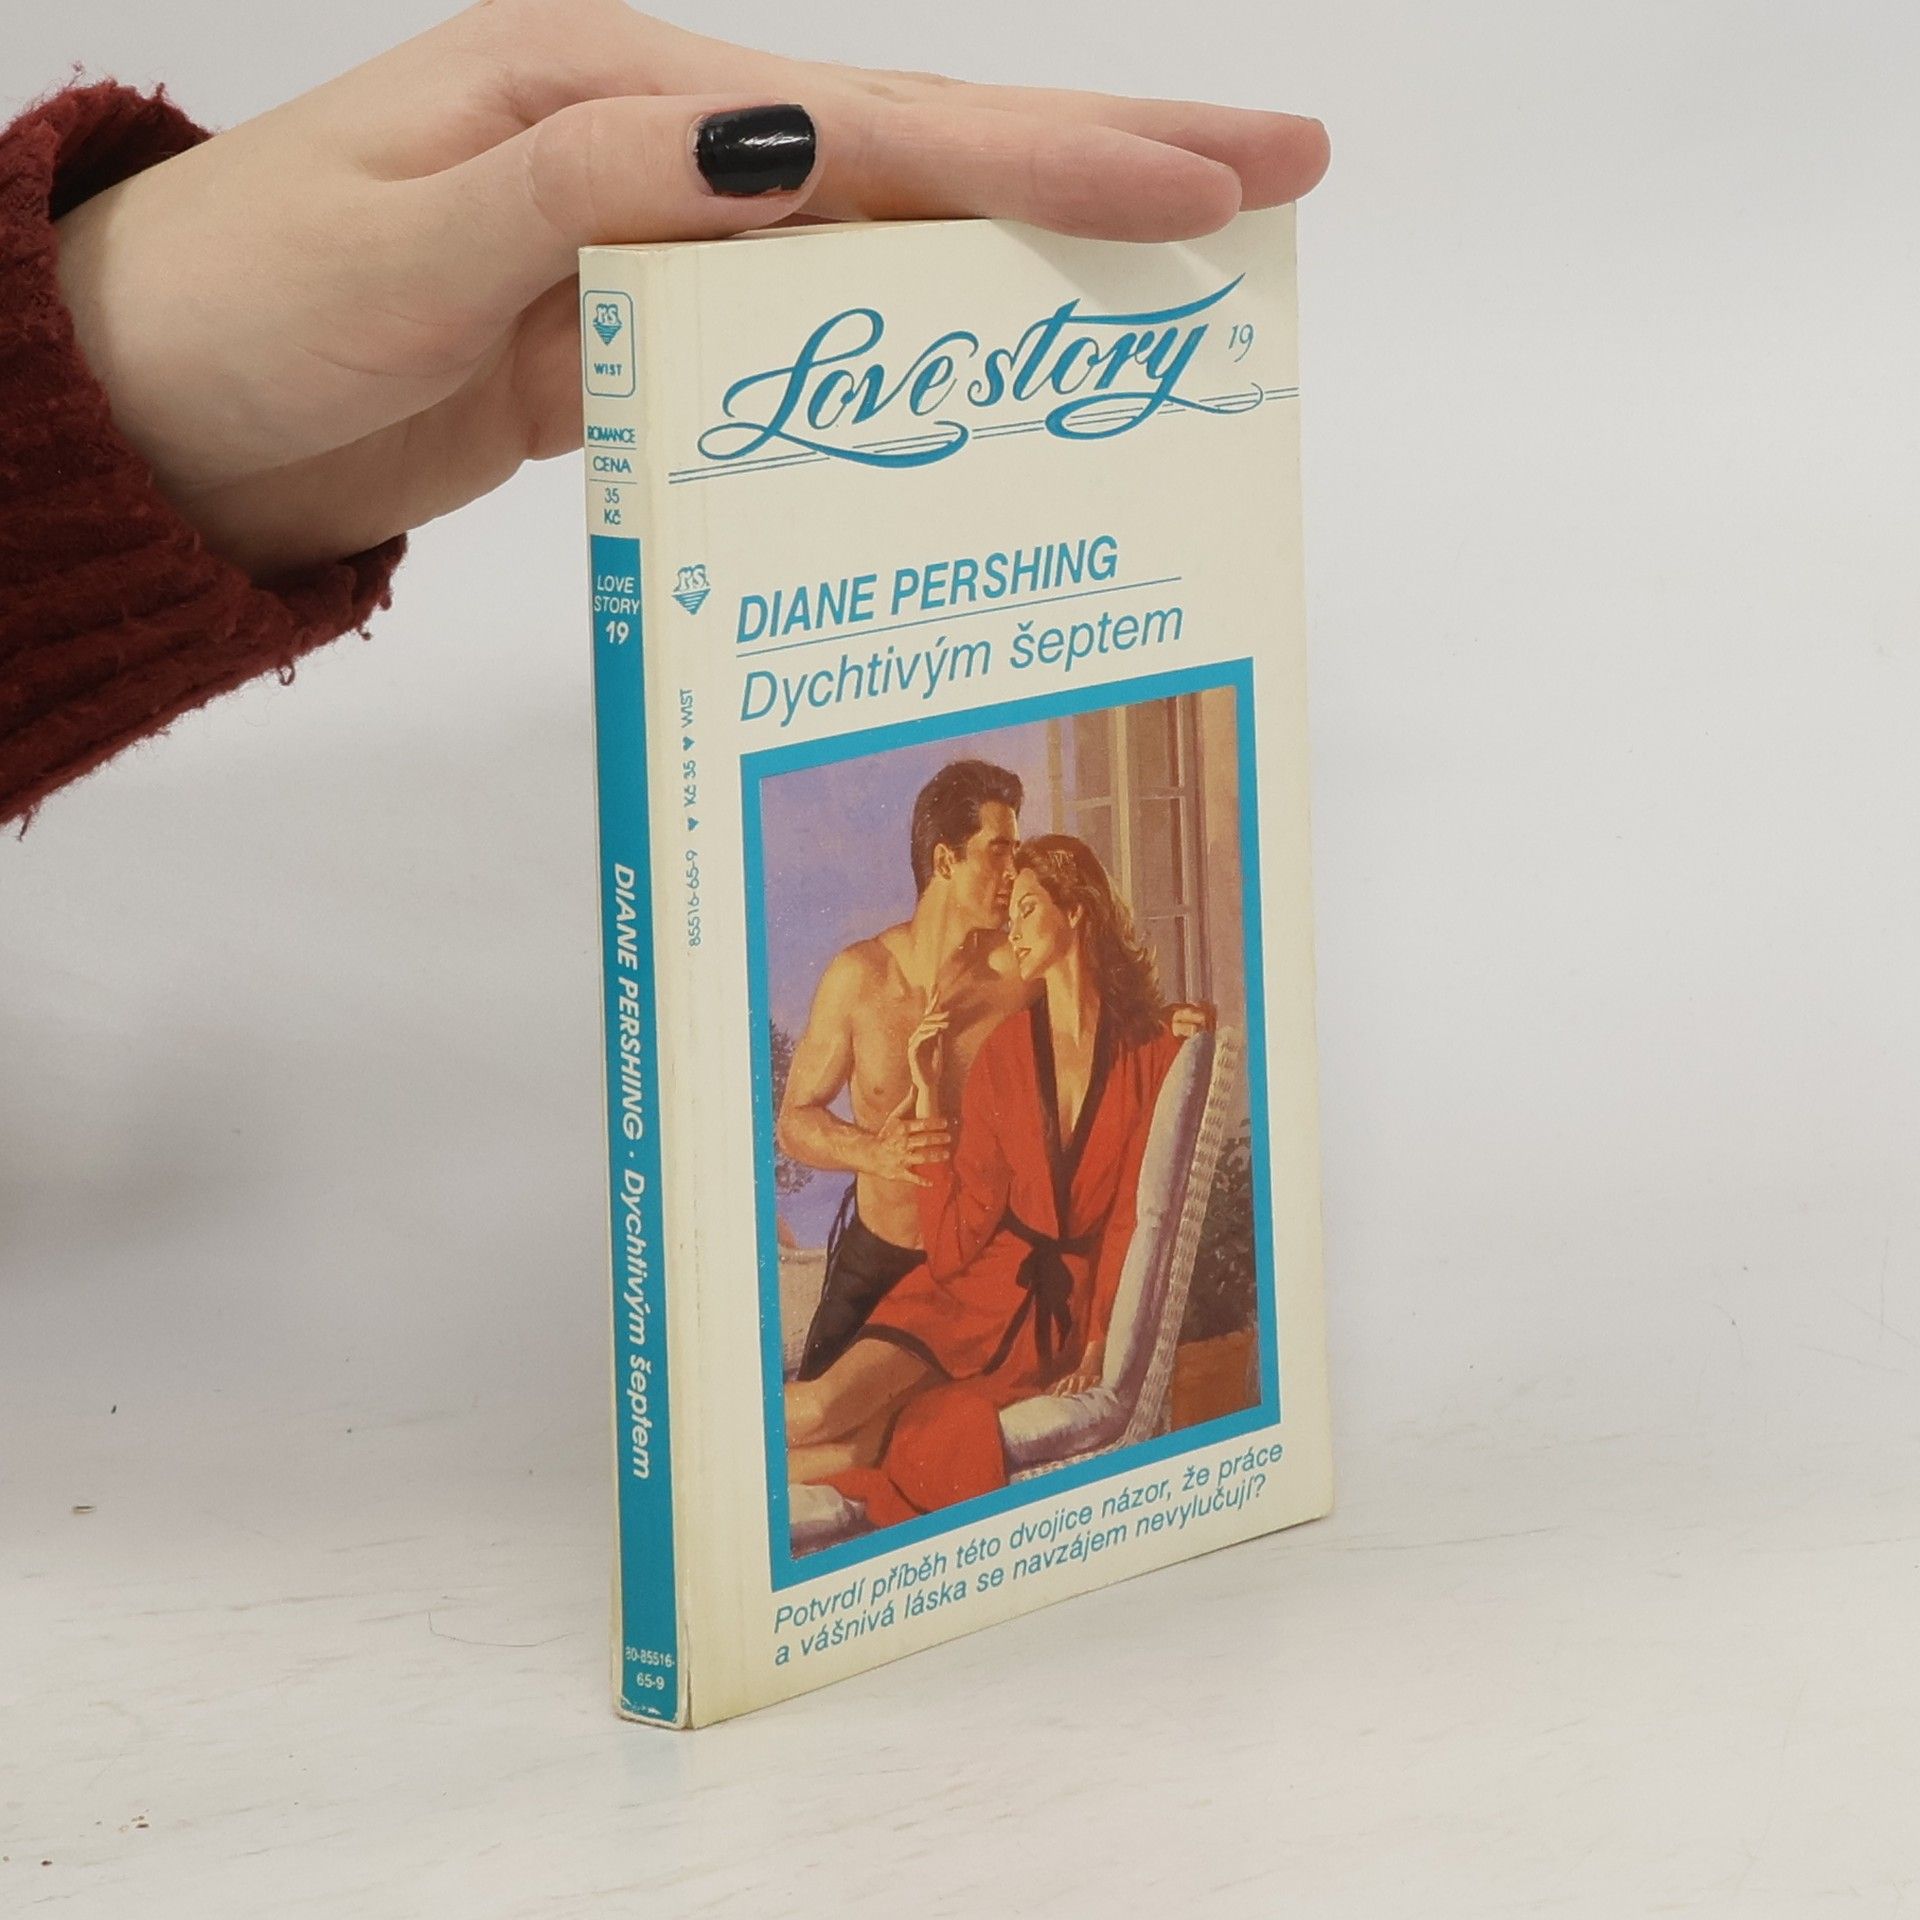 r.s.
WIST
ROMANCE
CENA
35
Kč
LOVE
STORY
19
DIANE PERSHING · Dychtivým šeptem
80-85516-
65-9
Love story 19
r.s.
85516-65-9 ♥ Kč 35 ♥ WIST
DIANE PERSHING
Dychtivým šeptem
Potvrdí příběh této dvojice názor, že práce
a vášnivá láska se navzájem nevylučují?